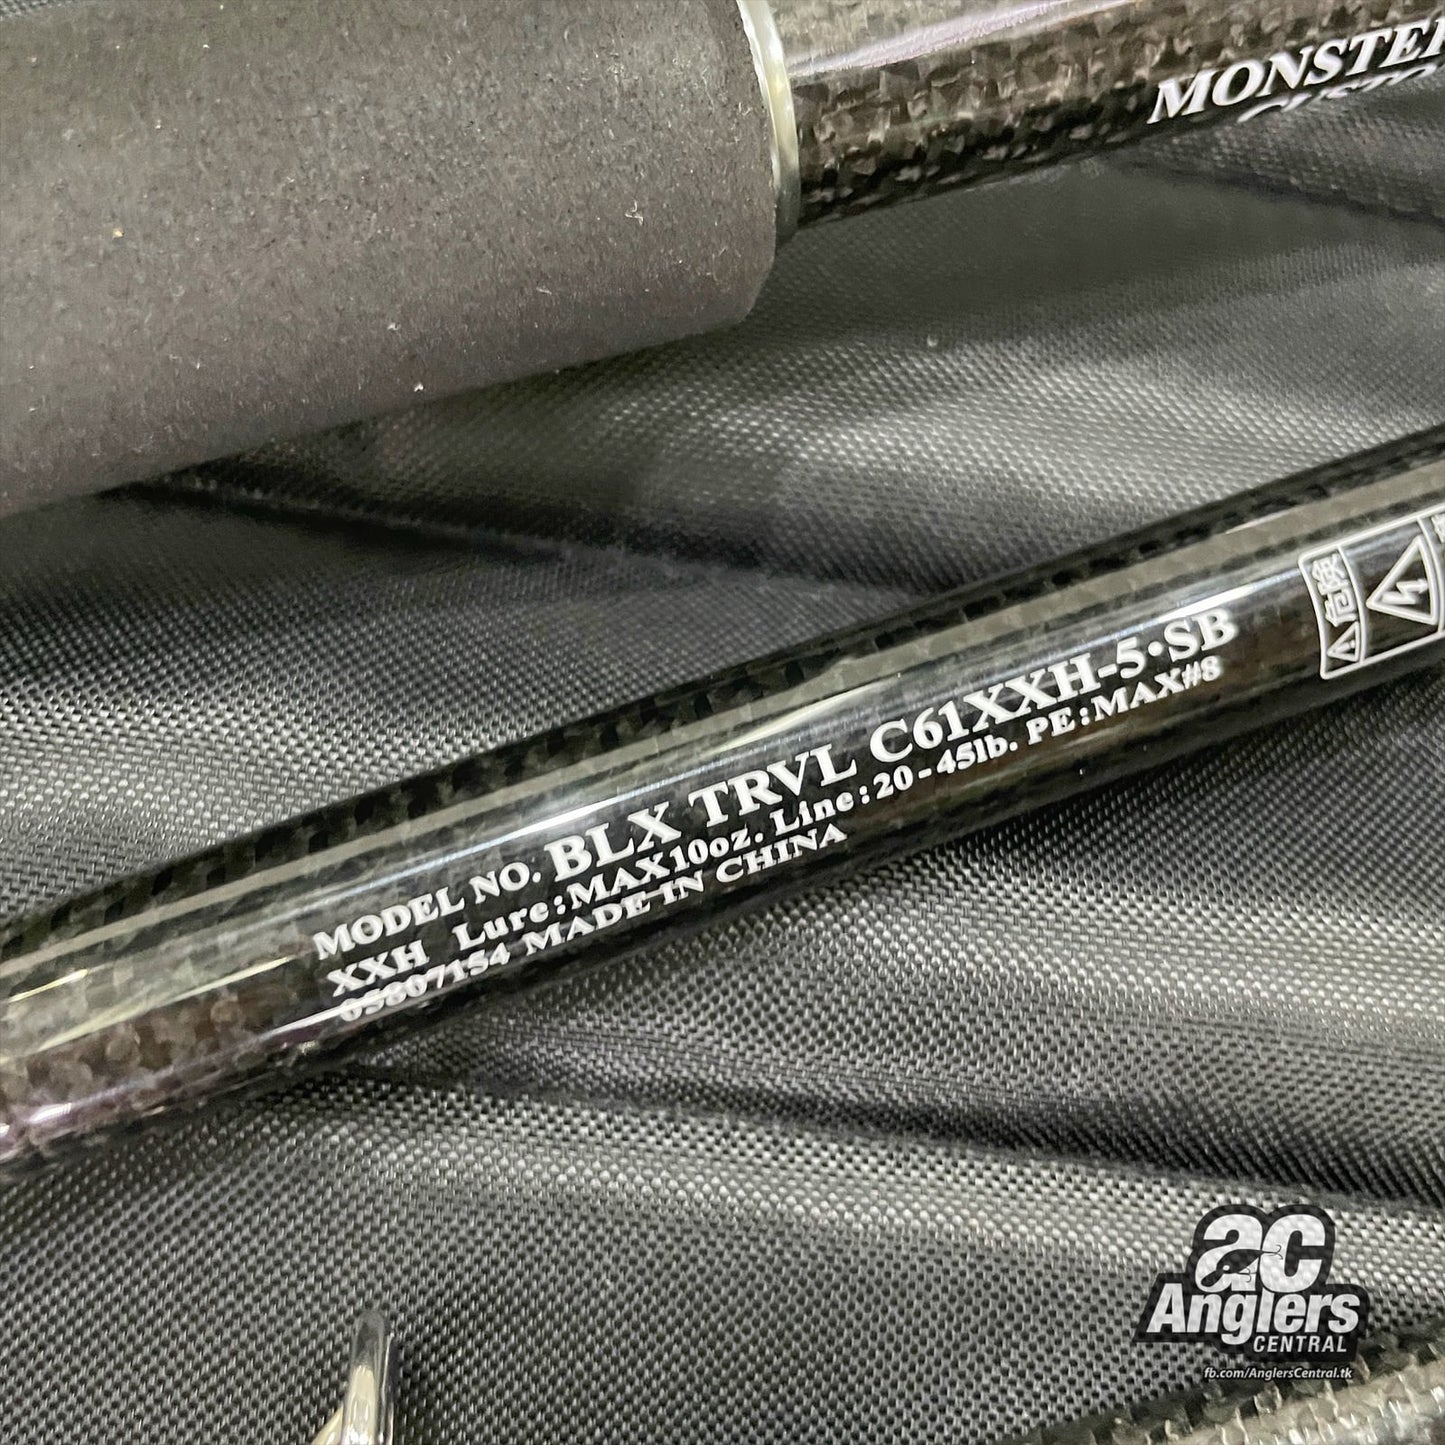 MONSTER
MODEL NO. BLX TRVL C61XXH-5・SB
XXH Lure:MAX10oz. Line:20-45lb. PE:MAX#8
05807154 MADE IN CHINA
危険
ac
Anglers
CENTRAL
fb.com/AnglersCentral.tk